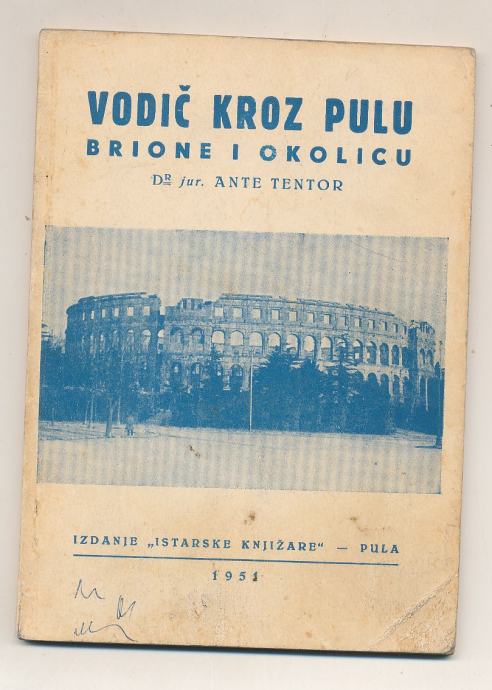 VODIČ KROZ PULU
BRIONE I OKOLICU
DR jur. ANTE TENTOR
IZDANJE „ISTARSKE KNJIŽARE“ — PULA
1951